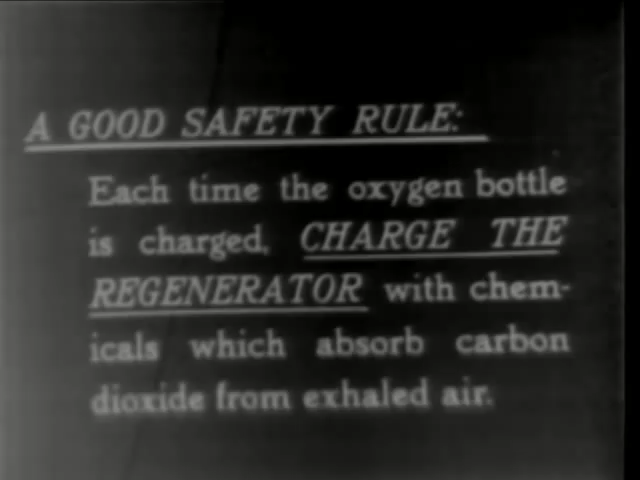 A GOOD SAFETY RULE:
Each time the oxygen bottle
is charged, CHARGE THE
REGENERATOR with chem-
icals which absorb carbon
dioxide from exhaled air.